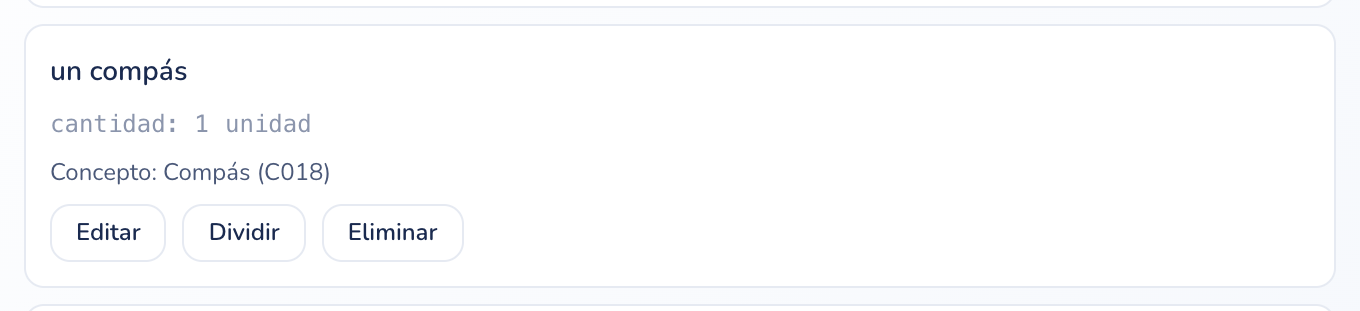 un compás
cantidad: 1 unidad
Concepto: Compás (C018)
Editar Dividir Eliminar